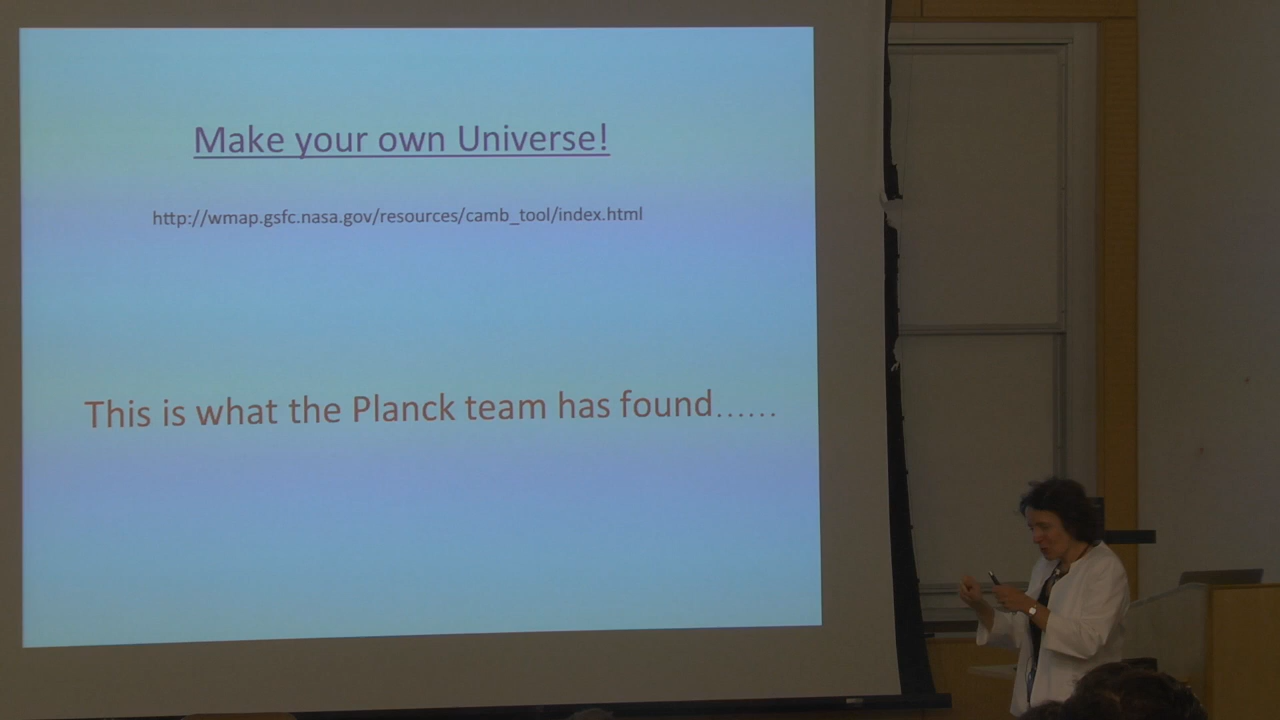 Make your own Universe!
http://wmap.gsfc.nasa.gov/resources/camb_tool/index.html
This is what the Planck team has found......